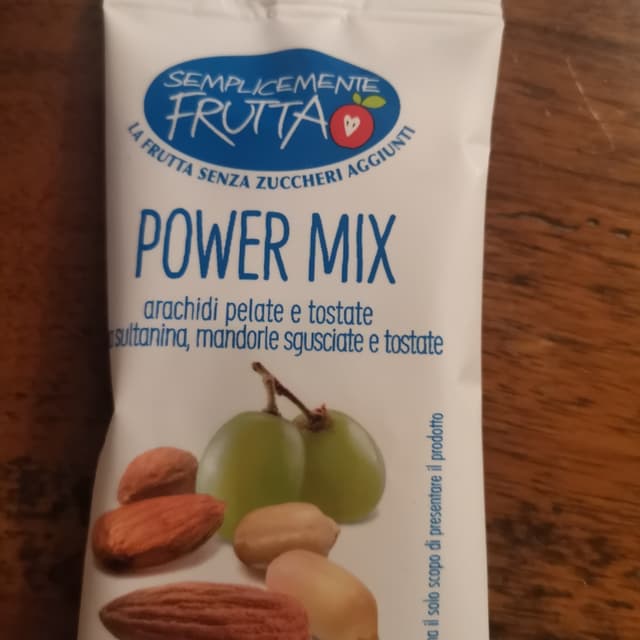 SEMPLICEMENTE
FRUTTA
LA FRUTTA SENZA ZUCCHERI AGGIUNTI
POWER MIX
arachidi pelate e tostate
sultanina, mandorle sgusciate e tostate
il solo scopo di presentare il prodotto